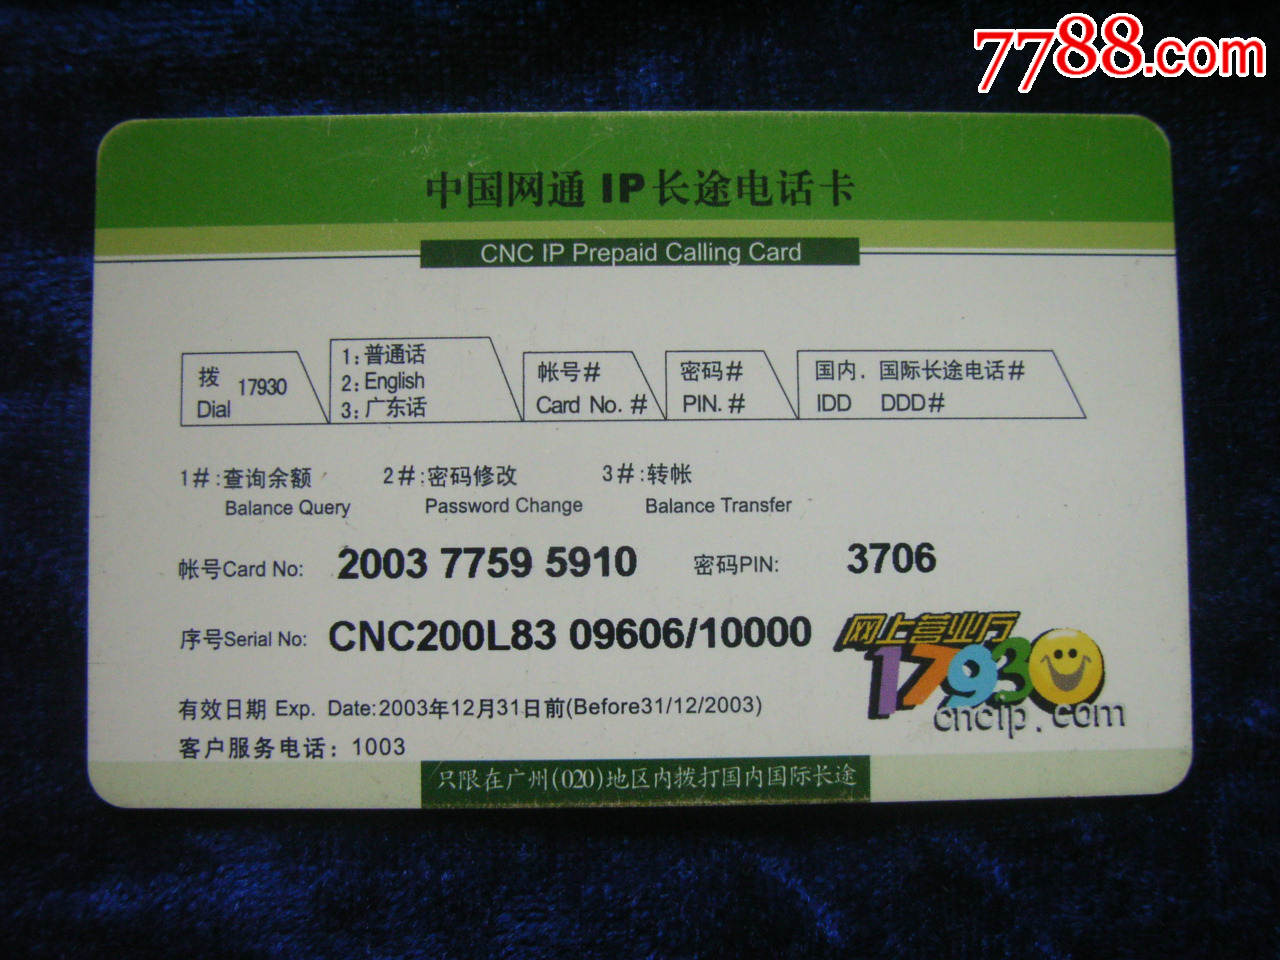 7788.com
中国网通 IP 长途电话卡
CNC IP Prepaid Calling Card
拨 17930
Dial
1:普通话
2:English
3:广东话
帐号#
Card No. #
密码#
PIN. #
国内. 国际长途电话#
IDD DDD#
1#:查询余额 2#:密码修改 3#:转帐
Balance Query Password Change Balance Transfer
帐号Card No: 2003 7759 5910 密码PIN: 3706
序号Serial No: CNC200L83 09606/10000
网上营业厅
17930
cncip.com
有效日期 Exp. Date:2003年12月31日前(Before31/12/2003)
客户服务电话: 1003
只限在广州(020)地区内拨打国内国际长途